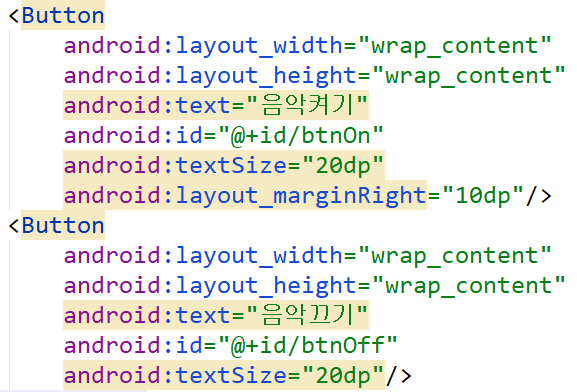 <Button
android:layout_width="wrap_content"
android:layout_height="wrap_content"
android:text="음악켜기"
android:id="@+id/btnOn"
android:textSize="20dp"
android:layout_marginRight="10dp"/>
<Button
android:layout_width="wrap_content"
android:layout_height="wrap_content"
android:text="음악끄기"
android:id="@+id/btnOff"
android:textSize="20dp"/>